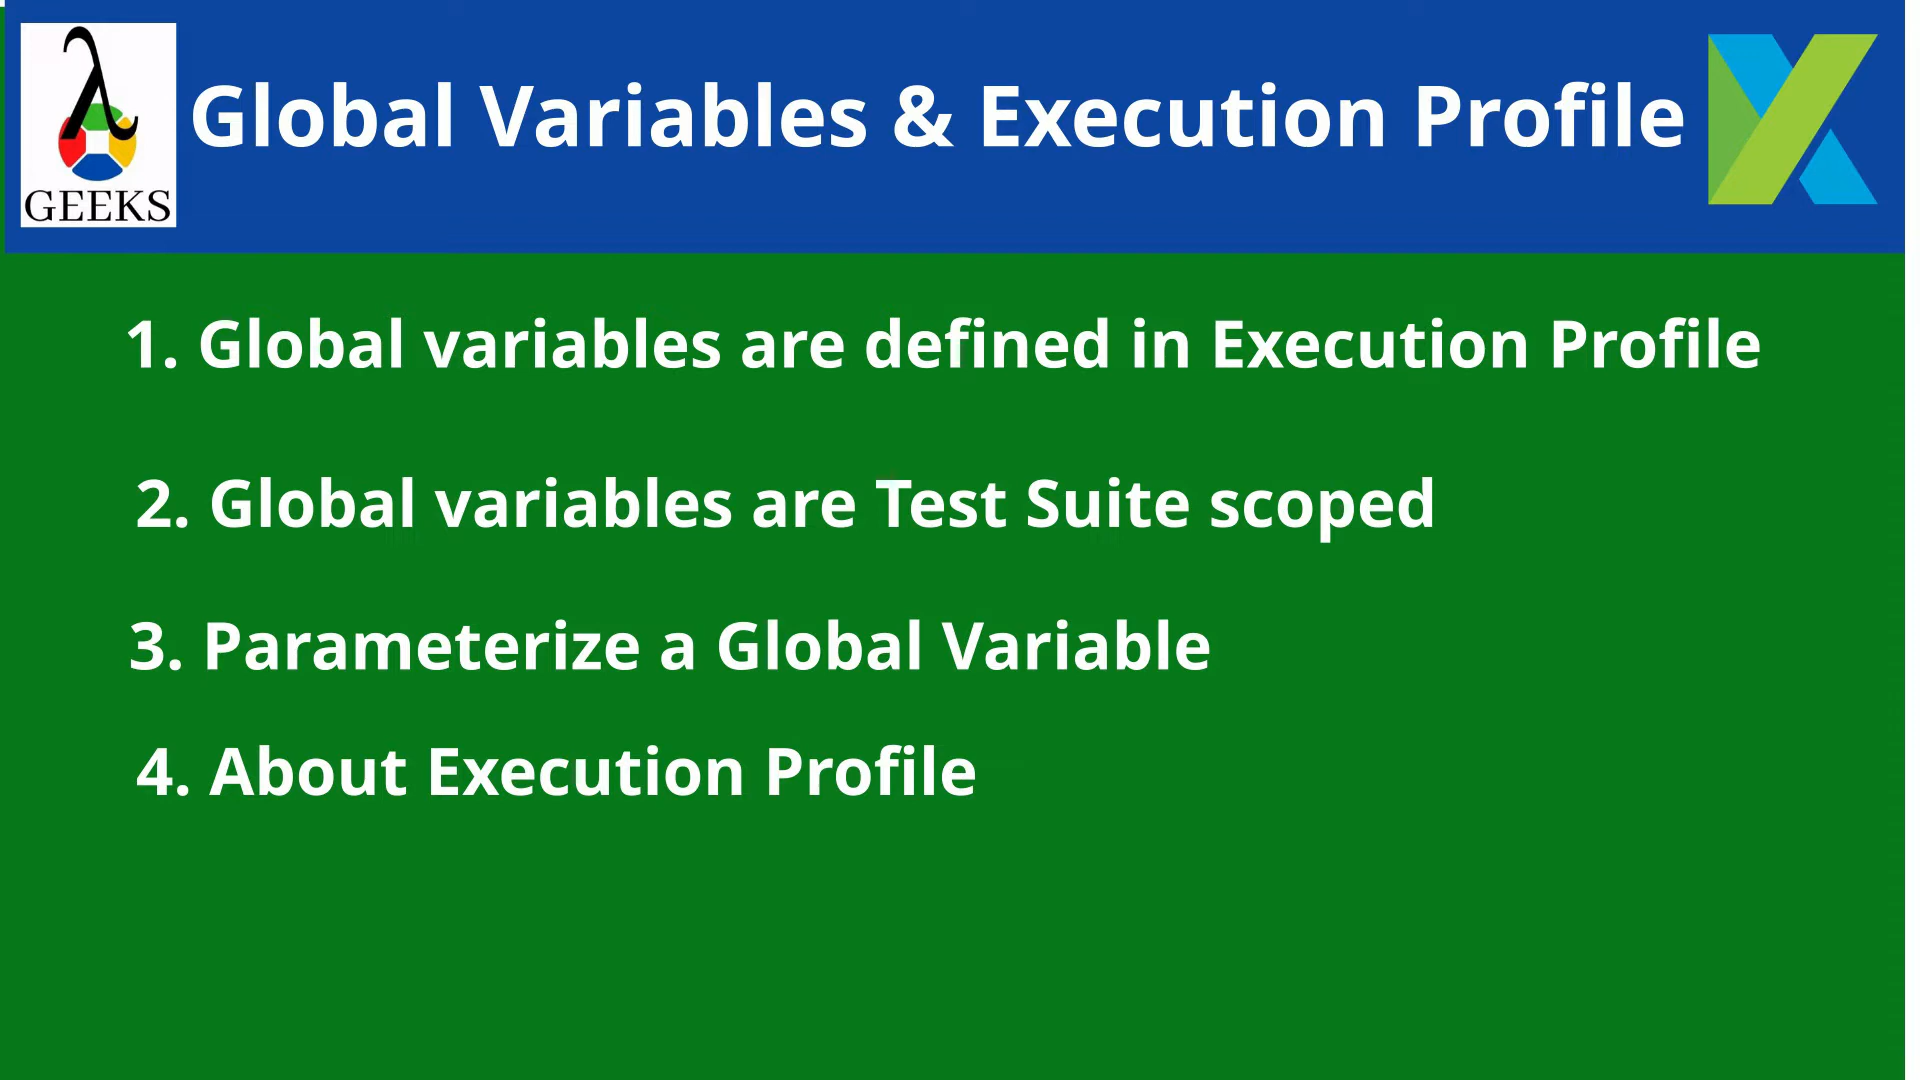 λ
GEEKS
Global Variables & Execution Profile
1. Global variables are defined in Execution Profile
2. Global variables are Test Suite scoped
3. Parameterize a Global Variable
4. About Execution Profile